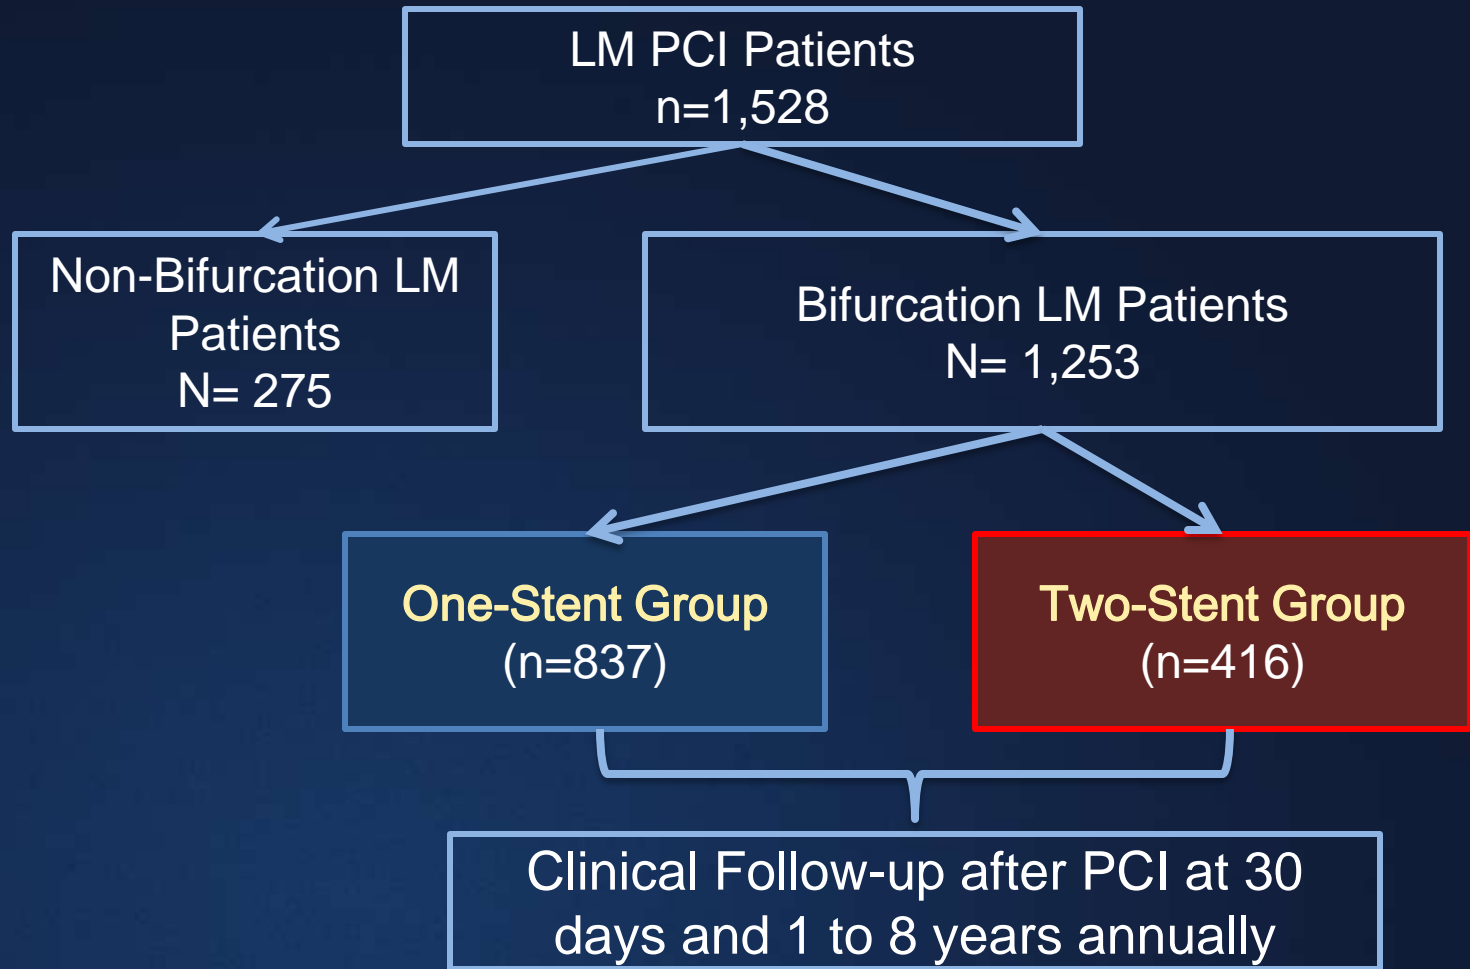 LM PCI Patients
n=1,528
Non-Bifurcation LM
Patients
N= 275
Bifurcation LM Patients
N= 1,253
One-Stent Group
(n=837)
Two-Stent Group
(n=416)
Clinical Follow-up after PCI at 30
days and 1 to 8 years annually